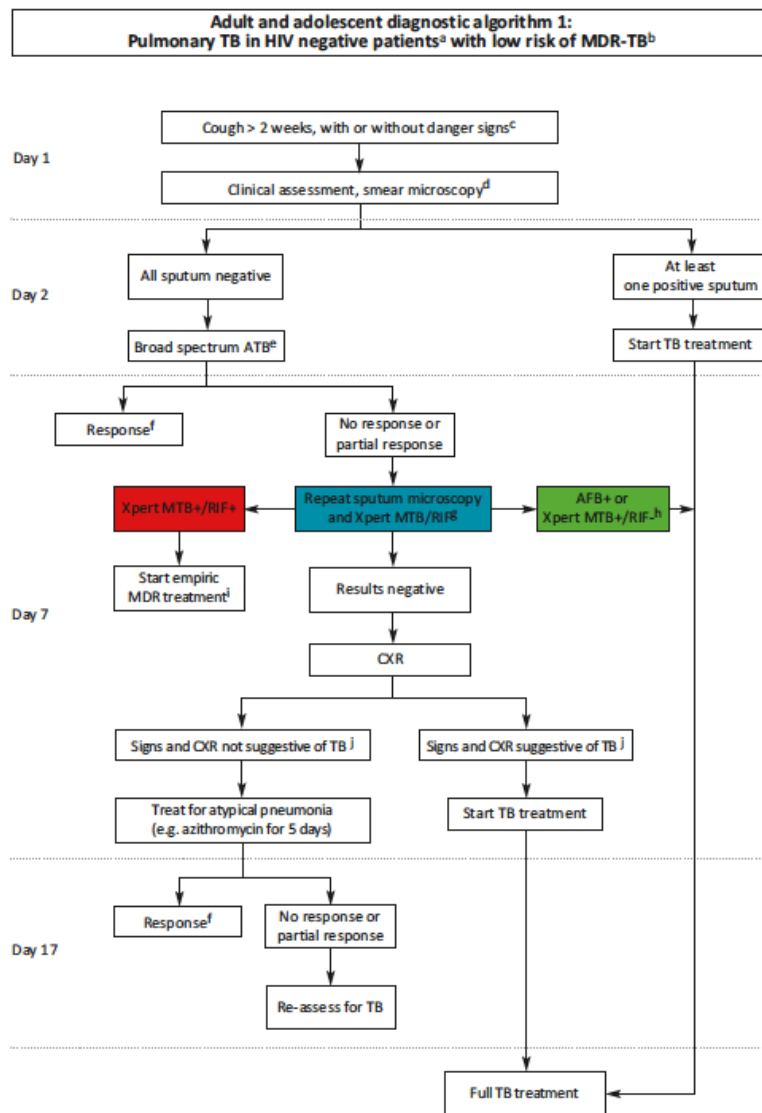 Adult and adolescent diagnostic algorithm 1:
Pulmonary TB in HIV negative patientsᵃ with low risk of MDR-TBᵇ
Day 1
Cough > 2 weeks, with or without danger signsᶜ
Clinical assessment, smear microscopyᵈ
Day 2
All sputum negative
At least
one positive sputum
Broad spectrum ATBᵉ
Start TB treatment
Day 7
Responseᶠ
No response or
partial response
Xpert MTB+/RIF+
Repeat sputum microscopy
and Xpert MTB/RIFᵍ
AFB+ or
Xpert MTB+/RIF-ʰ
Start empiric
MDR treatmentⁱ
Results negative
CXR
Signs and CXR not suggestive of TB ʲ
Signs and CXR suggestive of TB ʲ
Treat for atypical pneumonia
(e.g. azithromycin for 5 days)
Start TB treatment
Day 17
Responseᶠ
No response or
partial response
Re-assess for TB
Full TB treatment